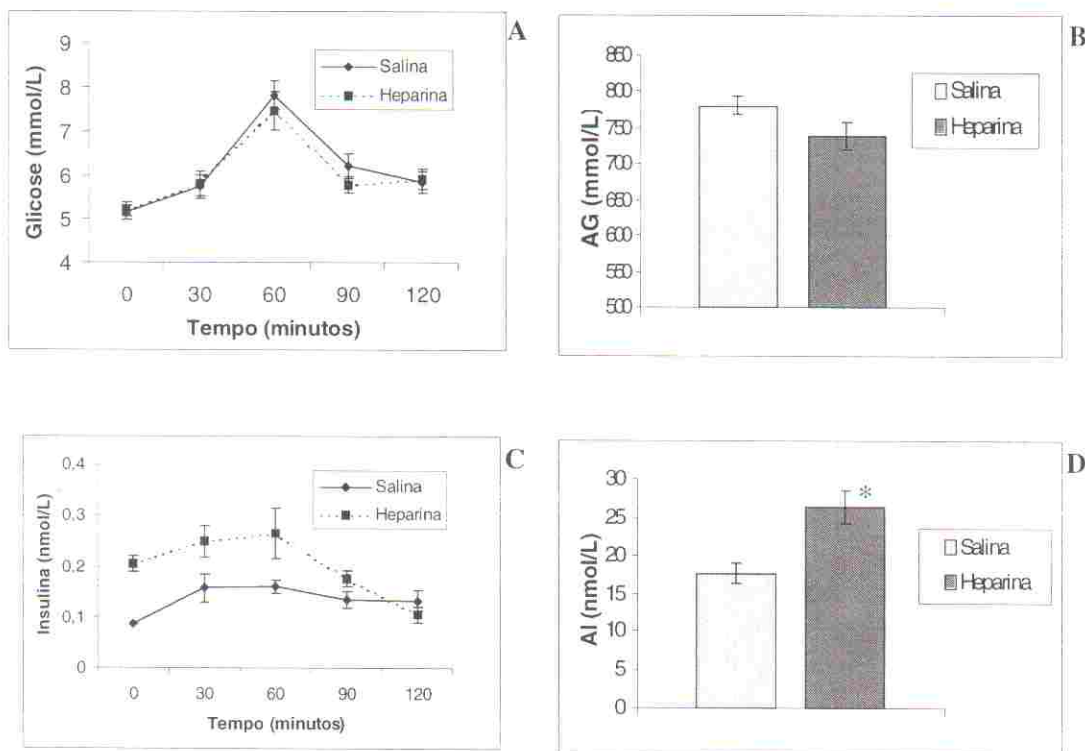 A
9
8
7
6
5
4
Glicose (mmol/L)
Salina
Heparina
0 30 60 90 120
Tempo (minutos)
B
850
800
750
700
650
600
550
500
AG (mmol/L)
Salina
Heparina
C
0,4
0,3
0,2
0,1
0
Insulina (nmol/L)
Salina
Heparina
0 30 60 90 120
Tempo (minutos)
D
30
25
20
15
10
5
0
AI (nmol/L)
*
Salina
Heparina